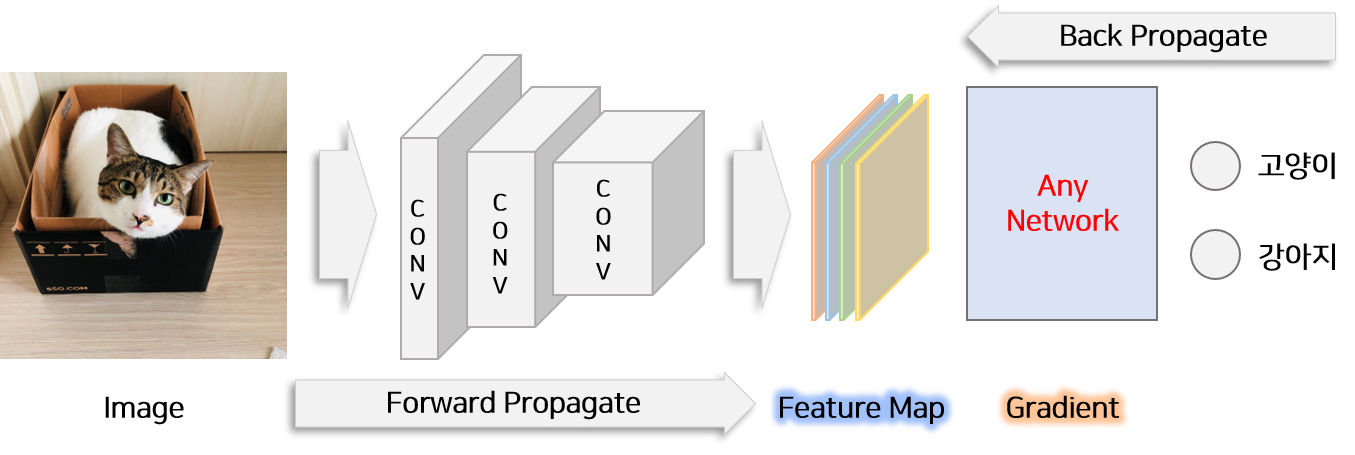 Back Propagate
CONV
CONV
CONV
Any
Network
고양이
강아지
Image
Forward Propagate
Feature Map
Gradient